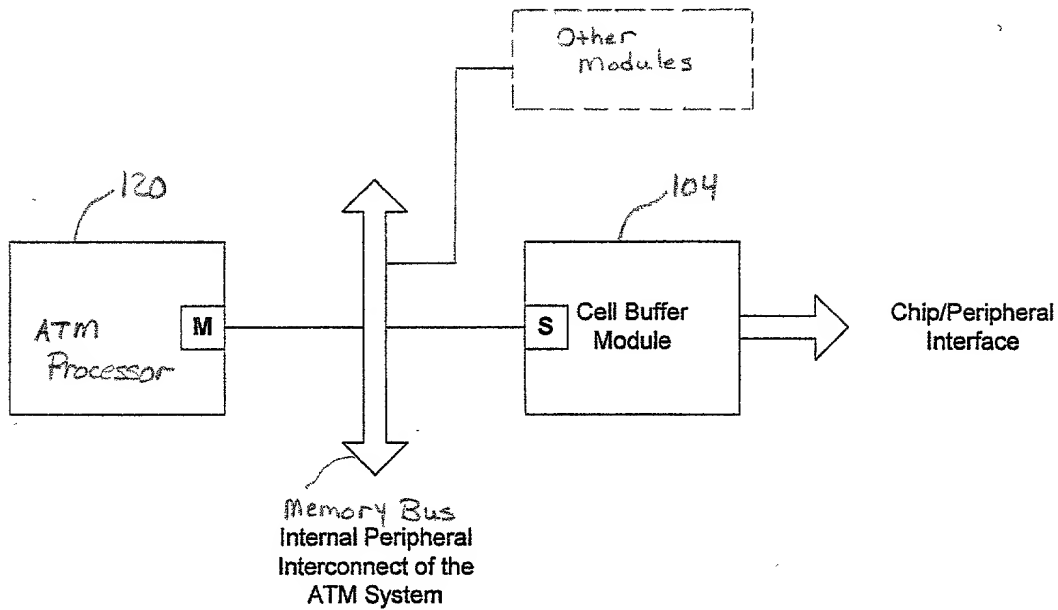 Other
Modules
120
104
ATM
Processor
M
S
Cell Buffer
Module
Chip/Peripheral
Interface
Memory Bus
Internal Peripheral
Interconnect of the
ATM System